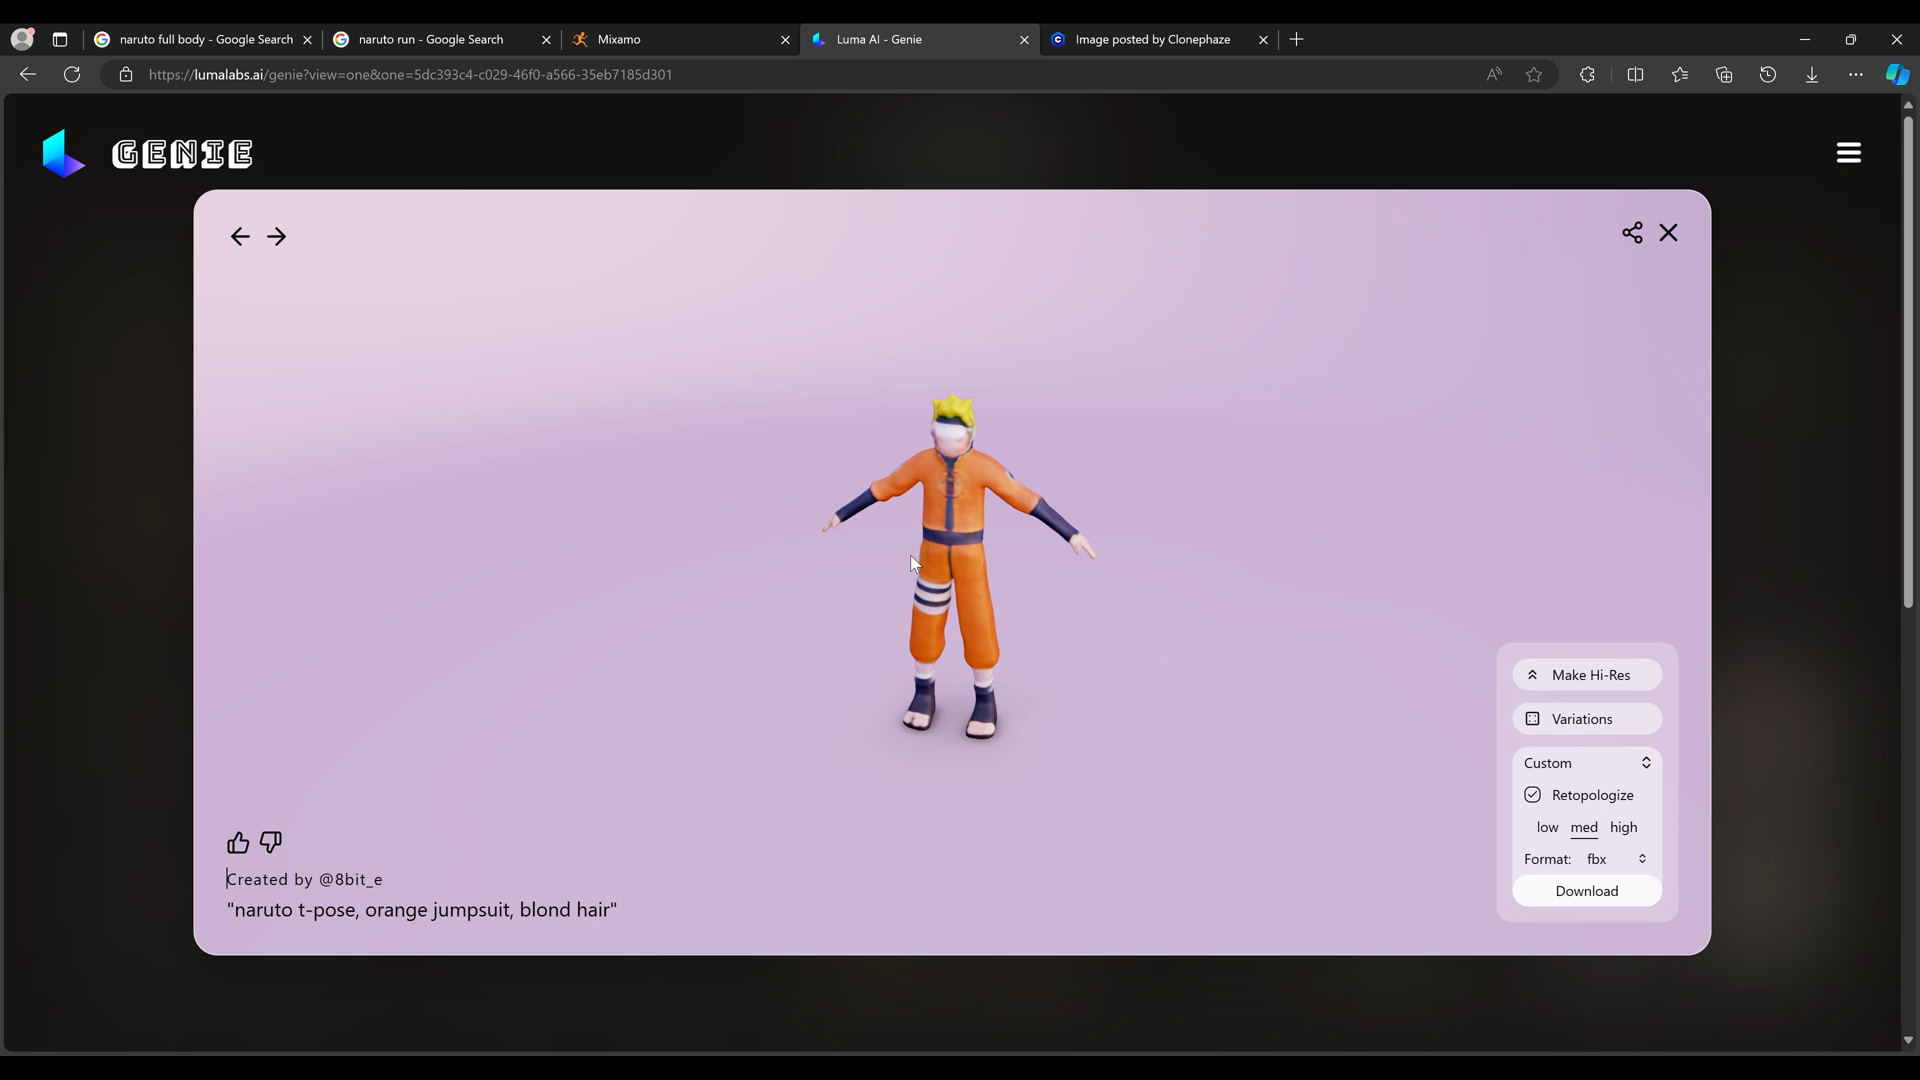 naruto full body - Google Search
naruto run - Google Search
Mixamo
Luma AI - Genie
Image posted by Clonephaze
https://lumalabs.ai/genie?view=one&one=5dc393c4-c029-46f0-a566-35eb7185d301
GENIE
Make Hi-Res
Variations
Custom
Retopologize
low med high
Format: fbx
Download
Created by @8bit_e
"naruto t-pose, orange jumpsuit, blond hair"